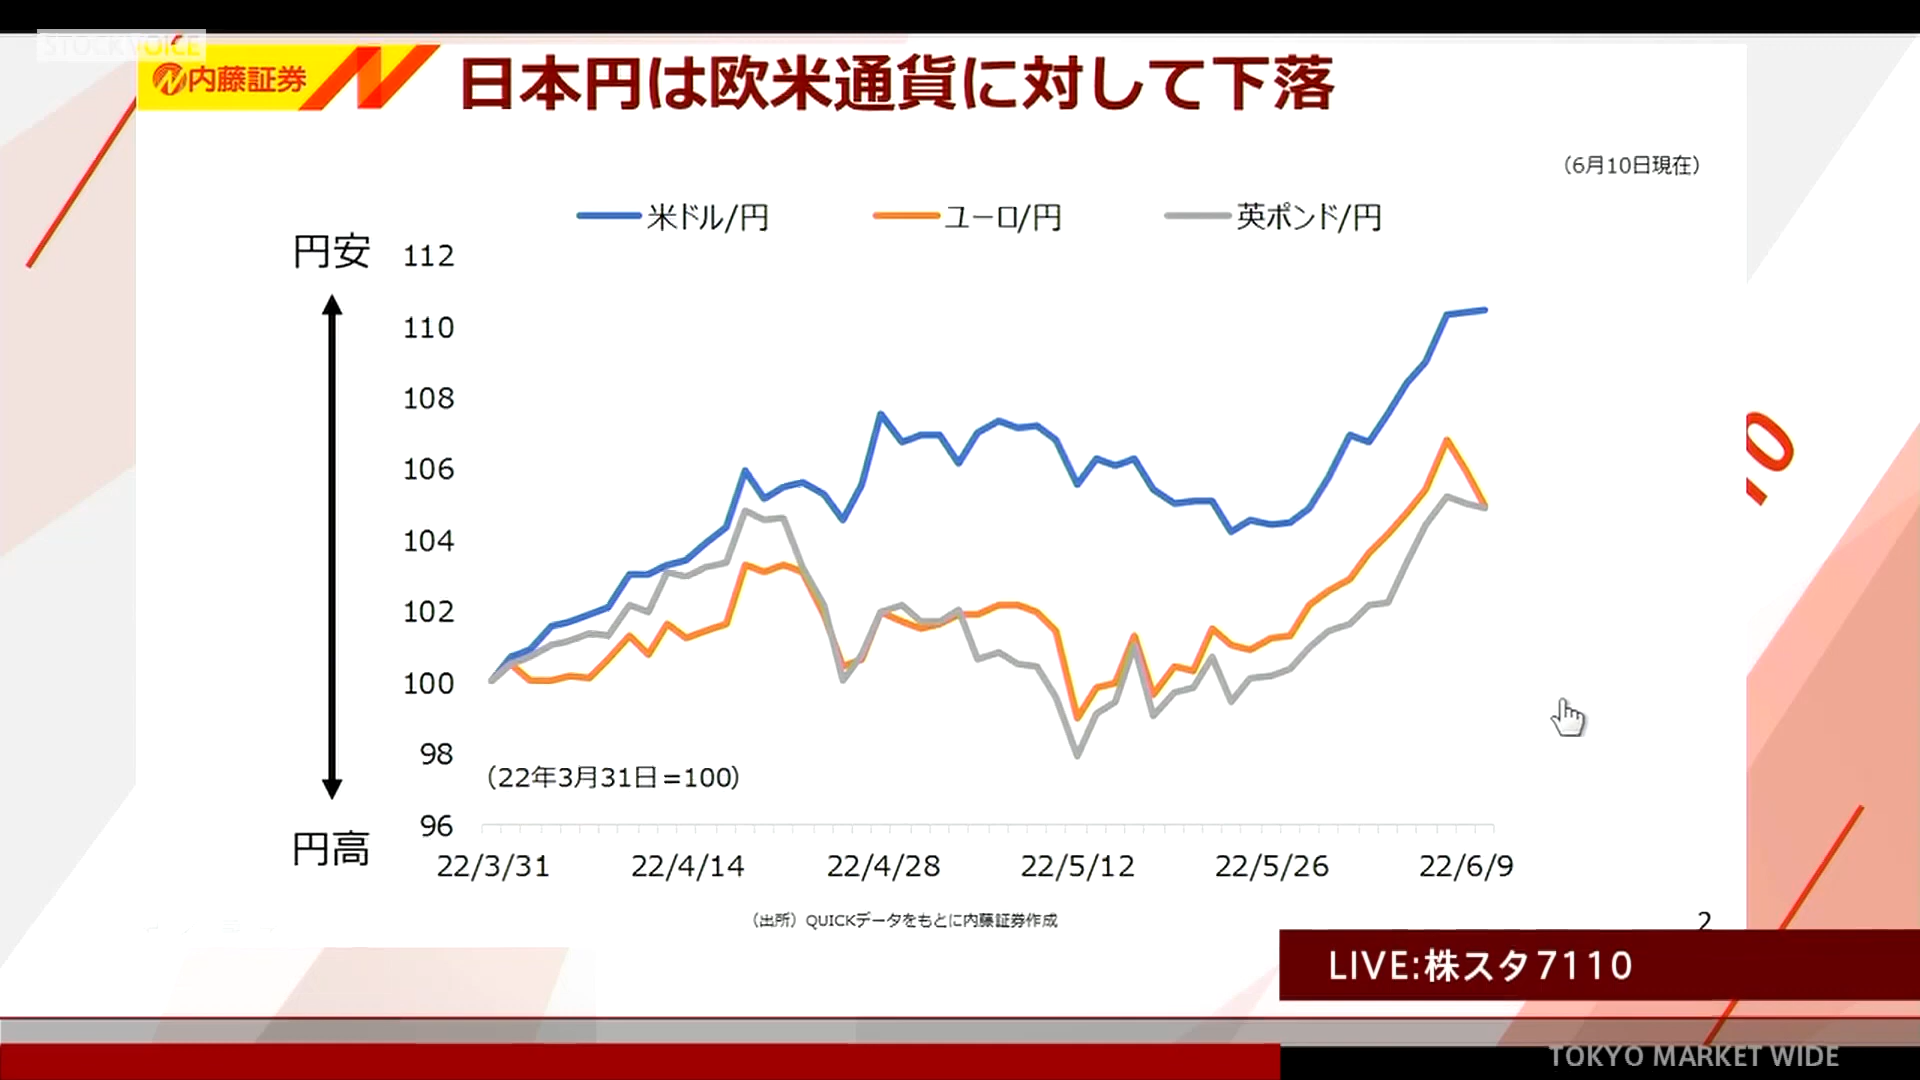 STOCKVOICE
内藤証券
日本円は欧米通貨に対して下落
(6月10日現在)
米ドル/円 ユーロ/円 英ポンド/円
円安
112
110
108
106
104
102
100
98
96
円高
(22年3月31日=100)
22/3/31 22/4/14 22/4/28 22/5/12 22/5/26 22/6/9
(出所) QUICKデータをもとに内藤証券作成
2
10
LIVE:株スタ7110
TOKYO MARKET WIDE